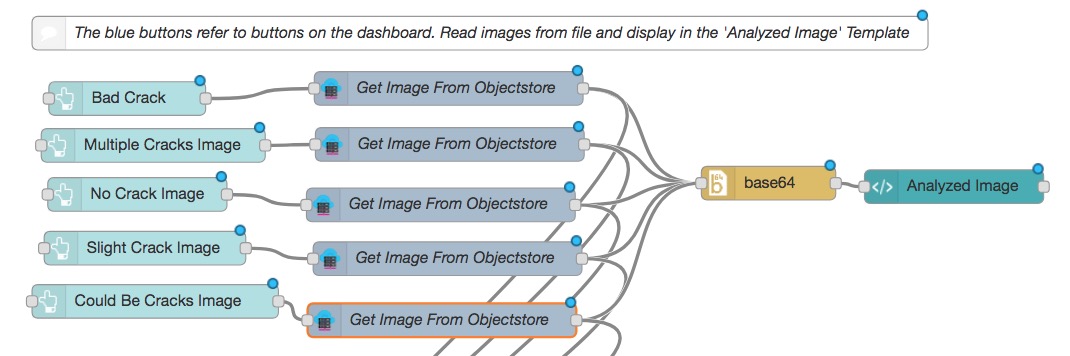 The blue buttons refer to buttons on the dashboard. Read images from file and display in the 'Analyzed Image' Template
Bad Crack
Get Image From Objectstore
Multiple Cracks Image
Get Image From Objectstore
No Crack Image
Get Image From Objectstore
64
b
base64
</> Analyzed Image
Slight Crack Image
Get Image From Objectstore
Could Be Cracks Image
Get Image From Objectstore